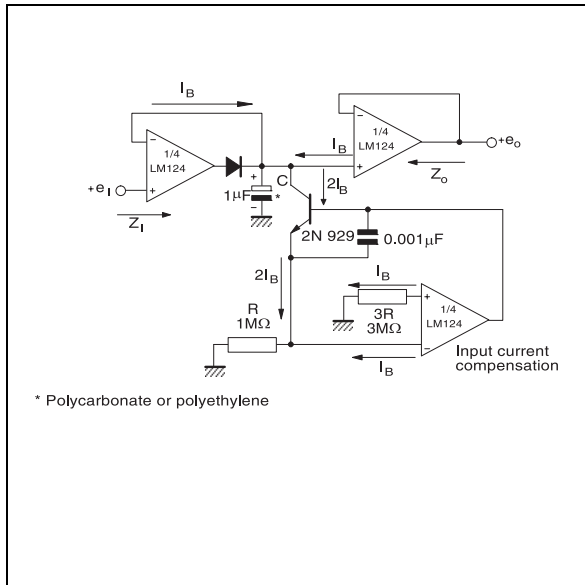 I_B
1/4
LM124
+e_I
Z_I
1μF
*
C
I_B
2I_B
1/4
LM124
+e_o
Z_o
2N 929
0.001μF
2I_B
R
1MΩ
I_B
3R
3MΩ
1/4
LM124
I_B
Input current
compensation
* Polycarbonate or polyethylene